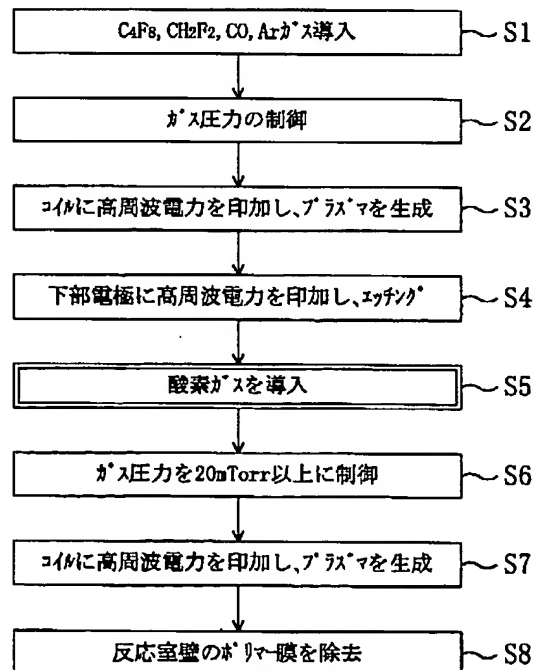 C4F8, CH2F2, CO, Arｶﾞｽ導入 S1
ｶﾞｽ圧力の制御 S2
ｺｲﾙに高周波電力を印加し、ﾌﾟﾗｽﾞﾏを生成 S3
下部電極に高周波電力を印加し、ｴｯﾁﾝｸﾞ S4
酸素ｶﾞｽを導入 S5
ｶﾞｽ圧力を20mTorr以上に制御 S6
ｺｲﾙに高周波電力を印加し、ﾌﾟﾗｽﾞﾏを生成 S7
反応室壁のﾎﾟﾘﾏｰ膜を除去 S8